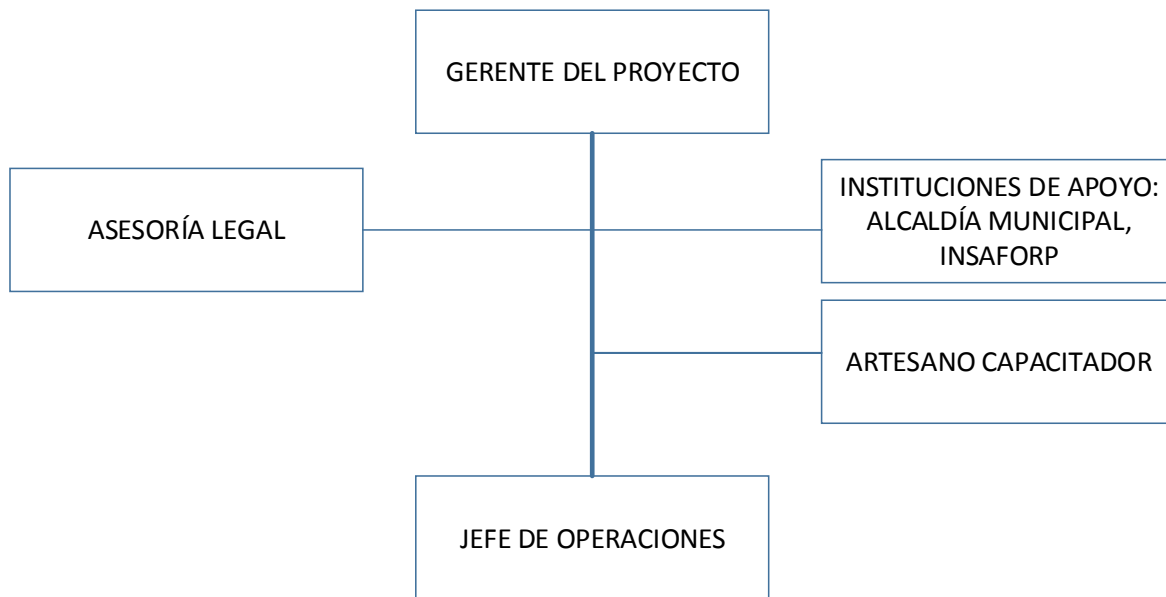 GERENTE DEL PROYECTO
ASESORÍA LEGAL
INSTITUCIONES DE APOYO:
ALCALDÍA MUNICIPAL,
INSAFORP
ARTESANO CAPACITADOR
JEFE DE OPERACIONES